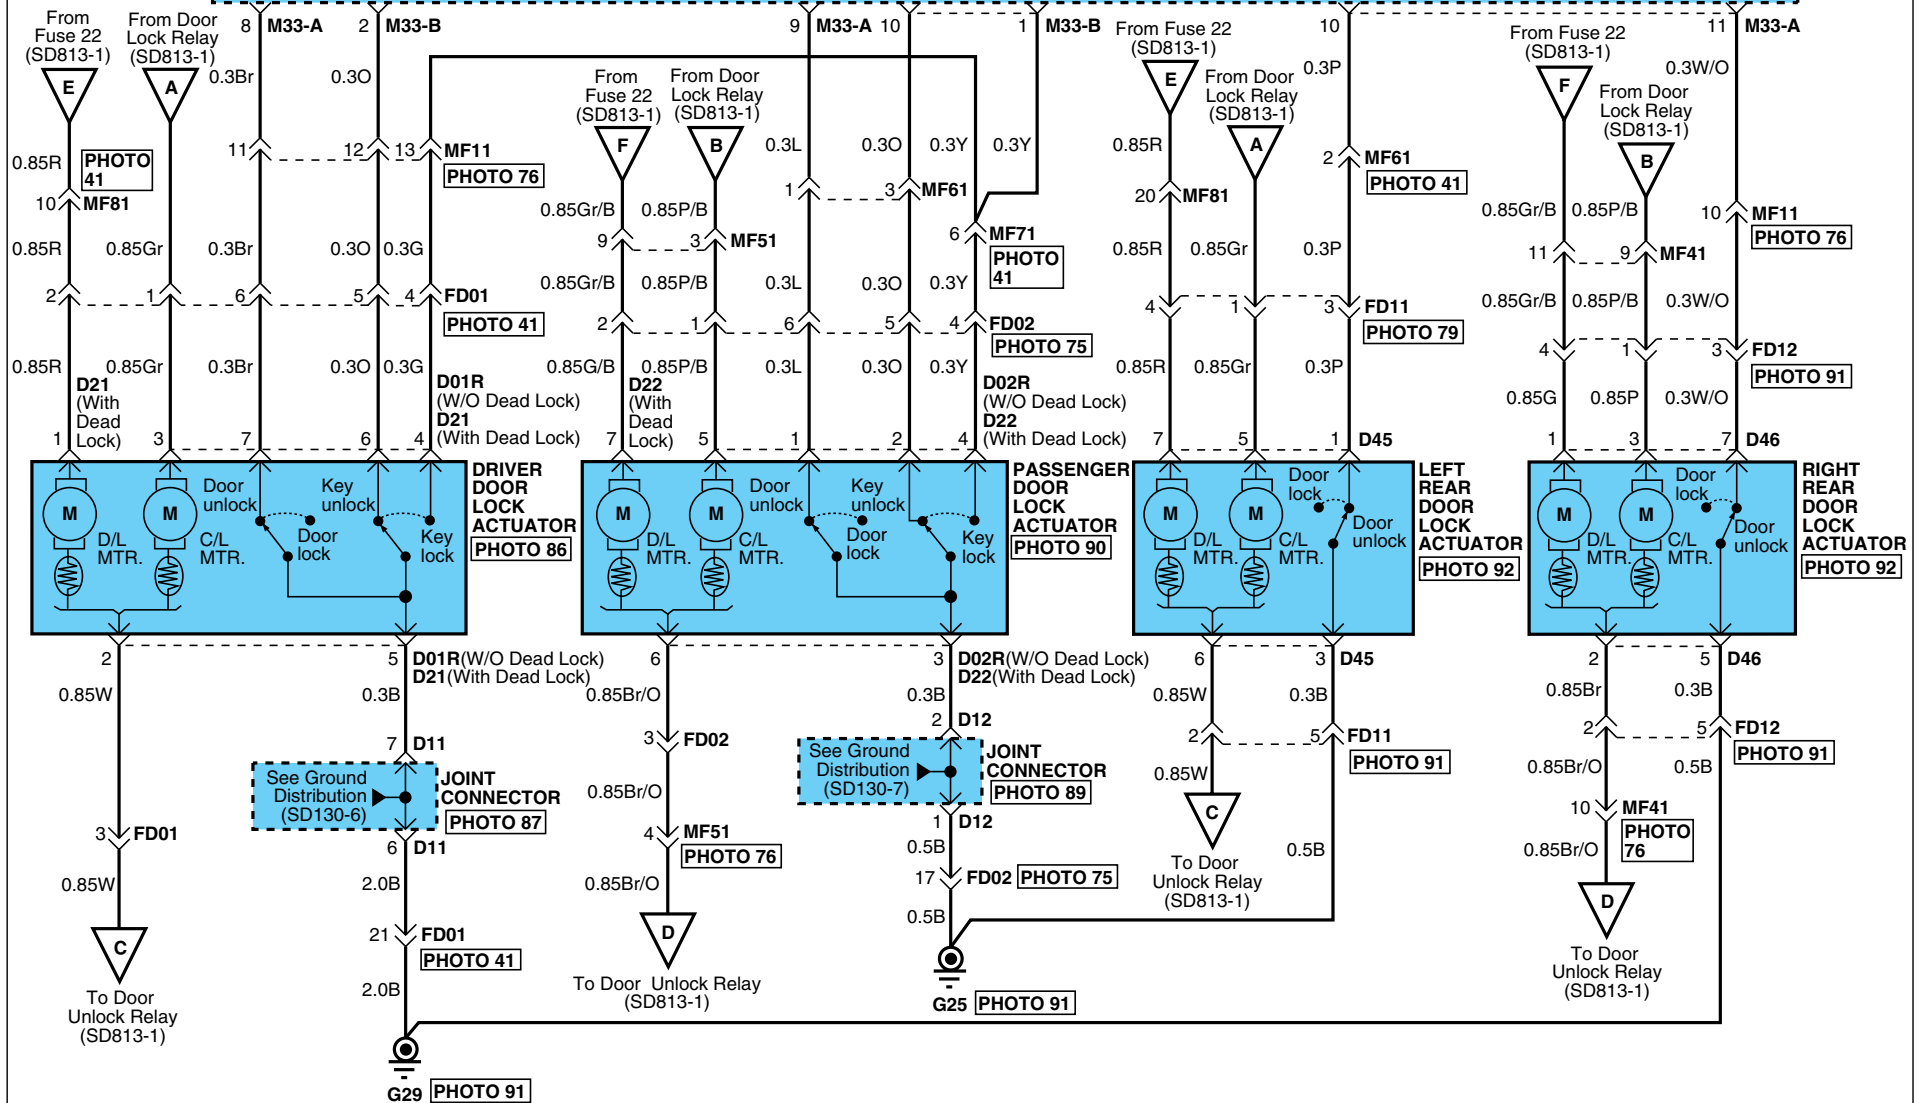 From
Fuse 22
(SD813-1)
E
From Door
Lock Relay
(SD813-1)
A
8
M33-A
2
M33-B
9
M33-A
10
1
M33-B
10
11
M33-A
0.3Br
0.3O
From
Fuse 22
(SD813-1)
F
From Door
Lock Relay
(SD813-1)
B
From Fuse 22
(SD813-1)
E
From Door
Lock Relay
(SD813-1)
A
0.3P
From Fuse 22
(SD813-1)
F
From Door
Lock Relay
(SD813-1)
B
0.3W/O
0.85R
PHOTO
41
10
MF81
11
12
13
MF11
PHOTO 76
0.3L
0.3O
0.3Y
0.3Y
0.85R
2
MF61
PHOTO 41
1
3
MF61
20
MF81
0.85Gr/B
0.85P/B
9
3
MF51
6
MF71
PHOTO
41
0.85Gr/B
0.85P/B
10
MF11
PHOTO 76
11
9
MF41
0.85R
0.85Gr
0.3Br
0.3O
0.3G
0.85R
0.85Gr
0.3P
0.85Gr/B
0.85P/B
0.3L
0.3O
0.3Y
0.85Gr/B
0.85P/B
0.3W/O
2
1
6
5
4
FD01
PHOTO 41
2
1
6
5
4
FD02
PHOTO 75
4
1
3
FD11
PHOTO 79
4
1
3
FD12
PHOTO 91
0.85R
0.85Gr
0.3Br
0.3O
0.3G
0.85G/B
0.85P/B
0.3L
0.3O
0.3Y
0.85R
0.85Gr
0.3P
0.85G
0.85P
0.3W/O
D21
(With
Dead
Lock)
D01R
(W/O Dead Lock)
D21
(With Dead Lock)
D22
(With
Dead
Lock)
D02R
(W/O Dead Lock)
D22
(With Dead Lock)
1
3
7
6
4
7
5
1
2
4
7
5
1
D45
1
3
7
D46
M
D/L
MTR.
M
C/L
MTR.
Door
unlock
Door
lock
Key
unlock
Key
lock
DRIVER
DOOR
LOCK
ACTUATOR
PHOTO 86
M
D/L
MTR.
M
C/L
MTR.
Door
unlock
Door
lock
Key
unlock
Key
lock
PASSENGER
DOOR
LOCK
ACTUATOR
PHOTO 90
M
D/L
MTR.
M
C/L
MTR.
Door
lock
Door
unlock
LEFT
REAR
DOOR
LOCK
ACTUATOR
PHOTO 92
M
D/L
MTR.
M
C/L
MTR.
Door
lock
Door
unlock
RIGHT
REAR
DOOR
LOCK
ACTUATOR
PHOTO 92
2
5
D01R(W/O Dead Lock)
D21(With Dead Lock)
6
3
D02R(W/O Dead Lock)
D22(With Dead Lock)
6
3
D45
2
5
D46
0.85W
0.3B
0.85Br/O
0.3B
0.85W
0.3B
0.85Br
0.3B
7
D11
See Ground
Distribution
(SD130-6)
JOINT
CONNECTOR
PHOTO 87
6
D11
3
FD02
2
D12
See Ground
Distribution
(SD130-7)
JOINT
CONNECTOR
PHOTO 89
1
D12
2
5
FD11
PHOTO 91
2
5
FD12
PHOTO 91
0.85Br/O
0.85W
0.85Br/O
0.5B
3
FD01
4
MF51
PHOTO 76
0.5B
C
To Door
Unlock Relay
(SD813-1)
0.5B
10
MF41
PHOTO
76
0.85Br/O
0.85W
2.0B
0.85Br/O
17
FD02
PHOTO 75
0.5B
C
To Door
Unlock Relay
(SD813-1)
21
FD01
PHOTO 41
2.0B
D
To Door Unlock Relay
(SD813-1)
G25
PHOTO 91
D
To Door
Unlock Relay
(SD813-1)
G29
PHOTO 91